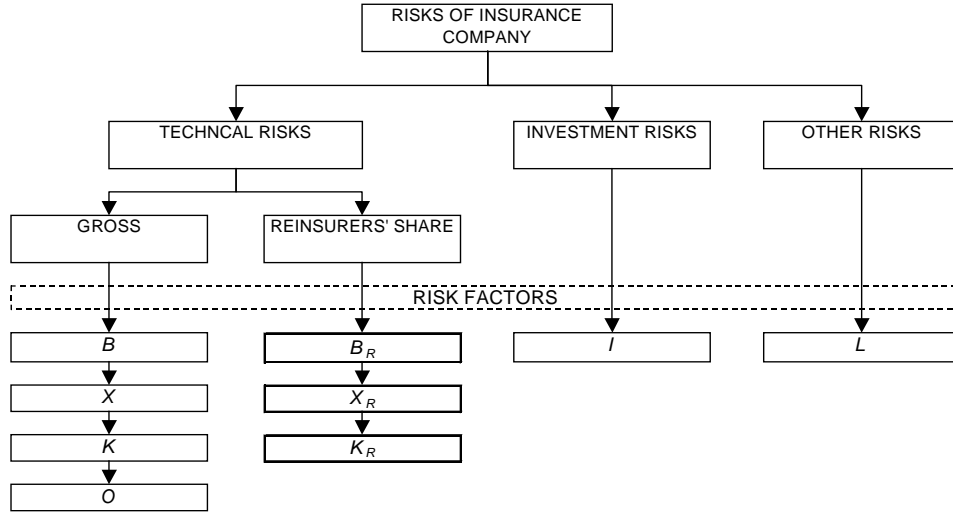 RISKS OF INSURANCE
COMPANY
TECHNCAL RISKS
INVESTMENT RISKS
OTHER RISKS
GROSS
REINSURERS' SHARE
RISK FACTORS
B
B R
I
L
X
X R
K
K R
O